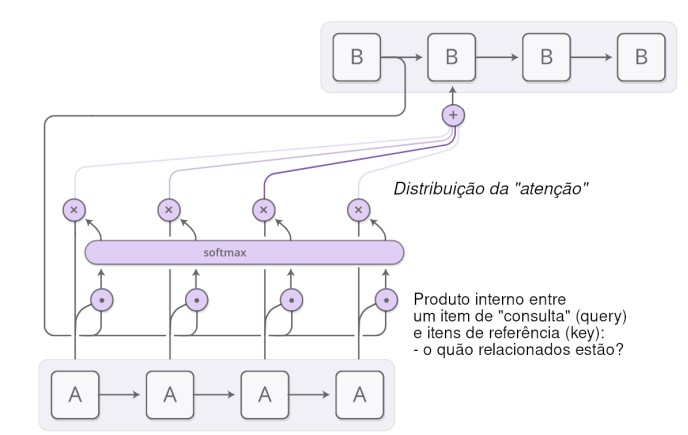 B B B B
+
Distribuição da "atenção"
× × × ×
softmax
Produto interno entre
um item de "consulta" (query)
e itens de referência (key):
- o quão relacionados estão?
A A A A